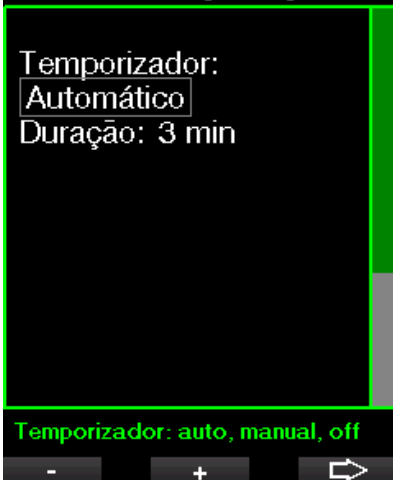 Temporizador:
Automático
Duração: 3 min
Temporizador: auto, manual, off
- +